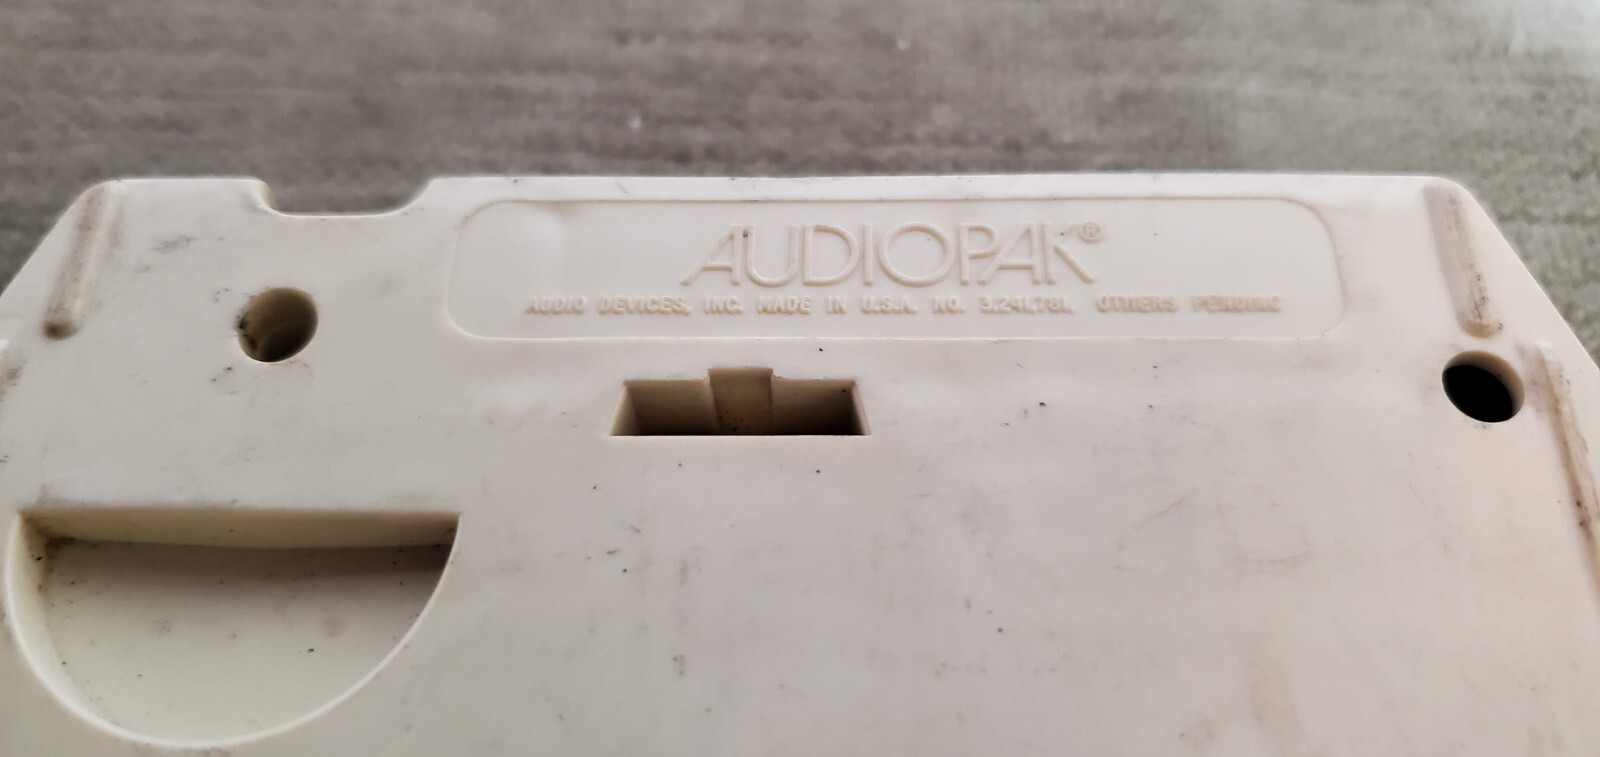 AUDIOPAK®
AUDIO DEVICES, INC. MADE IN U.S.A. NO. 3,241,781. OTHERS PENDING